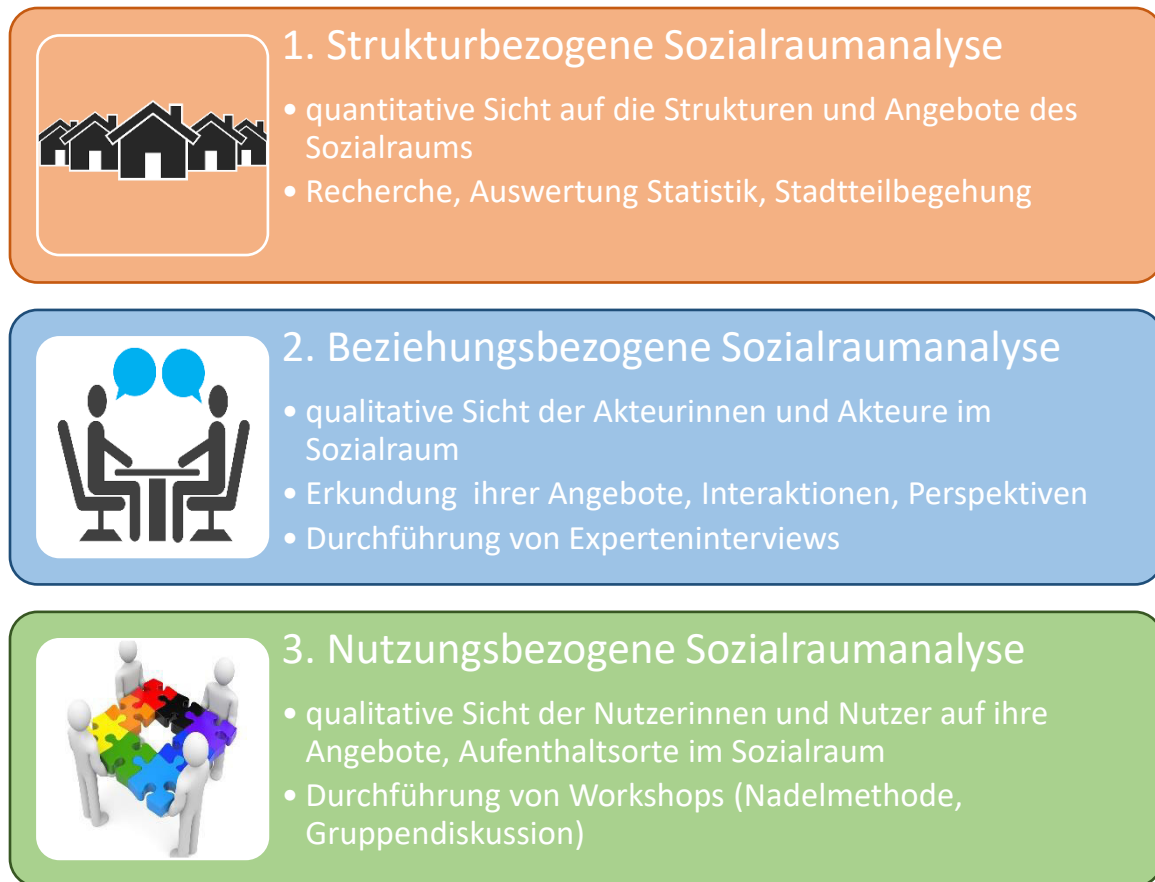 1. Strukturbezogene Sozialraumanalyse
• quantitative Sicht auf die Strukturen und Angebote des
Sozialraums
• Recherche, Auswertung Statistik, Stadtteilbegehung
2. Beziehungsbezogene Sozialraumanalyse
• qualitative Sicht der Akteurinnen und Akteure im
Sozialraum
• Erkundung  ihrer Angebote, Interaktionen, Perspektiven
• Durchführung von Experteninterviews
3. Nutzungsbezogene Sozialraumanalyse
• qualitative Sicht der Nutzerinnen und Nutzer auf ihre
Angebote, Aufenthaltsorte im Sozialraum
• Durchführung von Workshops (Nadelmethode,
Gruppendiskussion)